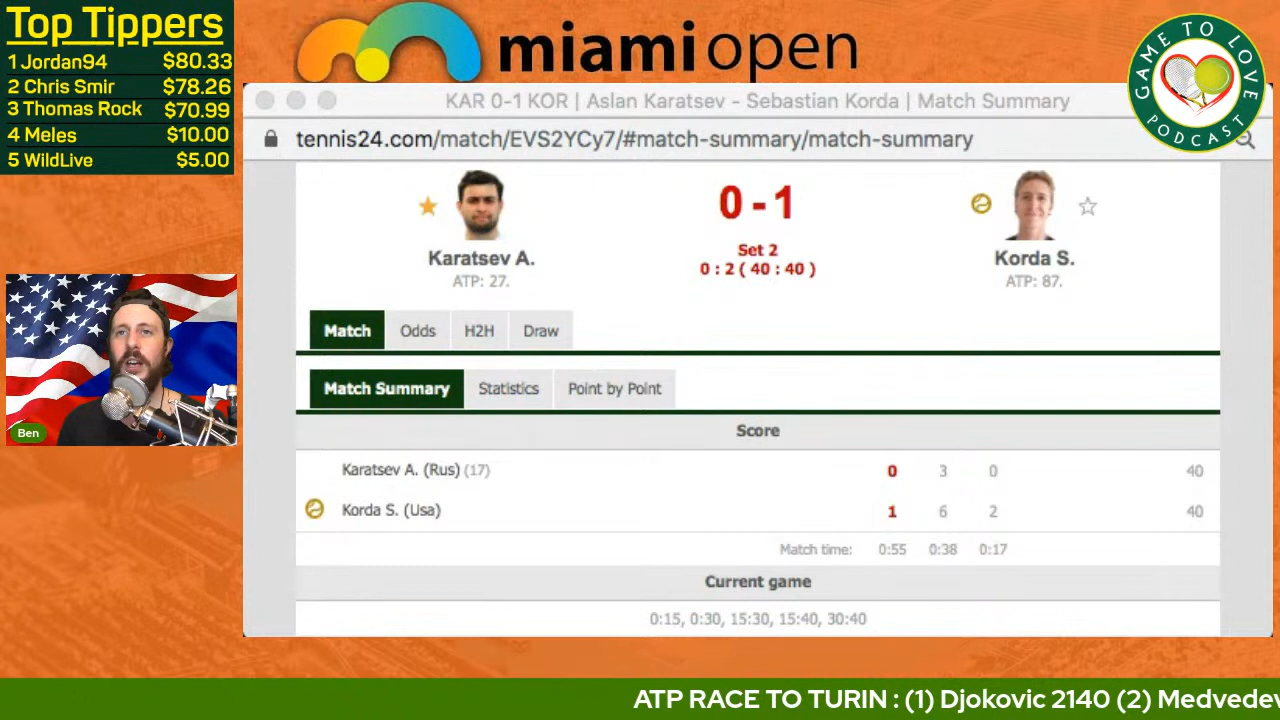 Top Tippers
1 Jordan94 $80.33
2 Chris Smir $78.26
3 Thomas Rock $70.99
4 Meles $10.00
5 WildLive $5.00
miami open
GAME TO LOVE
PODCAST
KAR 0-1 KOR | Aslan Karatsev - Sebastian Korda | Match Summary
tennis24.com/match/EVS2YCy7/#match-summary/match-summary
0 - 1
Set 2
0 : 2 ( 40 : 40 )
Karatsev A.
ATP: 27.
Korda S.
ATP: 87.
Match Odds H2H Draw
Match Summary Statistics Point by Point
Score
Karatsev A. (Rus) (17) 0 3 0 40
Korda S. (Usa) 1 6 2 40
Match time: 0:55 0:38 0:17
Current game
0:15, 0:30, 15:30, 15:40, 30:40
Ben
ATP RACE TO TURIN : (1) Djokovic 2140 (2) Medvedev